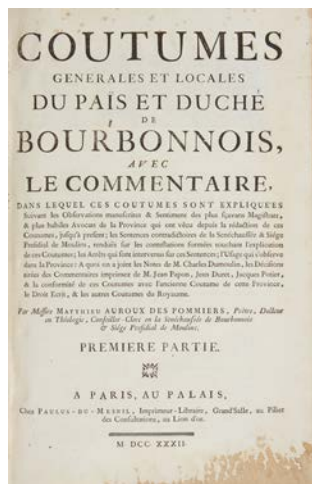 COUTUMES
GENERALES ET LOCALES
DU PAÏS ET DUCHÉ
DE
BOURBONNOIS,
AVEC
LE COMMENTAIRE,
DANS LEQUEL CES COUTUMES SONT EXPLIQUÉES
Suivant les Observations manuscrites & Sentiment des plus sçavans Magistrats,
& plus habiles Avocats de la Province qui ont vêcu depuis la rédaction de ces
Coutumes, jusqu'à present; les Sentences contradictoires de la Sénéchaussée & Siége
Présidial de Moulins, renduës sur les contestations formées touchant l'explication
de ces Coutumes; les Arrêts qui sont intervenus sur ces Sentences; l'Usage qui s'observe
dans la Province: A quoi on a joint les Notes de M. Charles Dumoulin, les Décisions
des Commentaires imprimez de M. Jean Papon, Jean Duret, Jacques Potier,
& la conformité de ces Coutumes avec l'ancienne Coutume de cette Province,
le Droit Ecrit, & les autres Coutumes du Royaume.
Par Messire MATTHIEU AUROUX DES POMMIERS, Prêtre, Docteur
en Théologie, Conseiller-Clerc en la Sénéchaussée de Bourbonnois
& Siége Présidial de Moulins.
PREMIERE PARTIE.
A PARIS, AU PALAIS,
Chez PAULUS-DU-MESNIL, Imprimeur-Libraire, Grand'Salle, au Pilier
des Consultations, au Lion d'or.
M DCC XXXII.